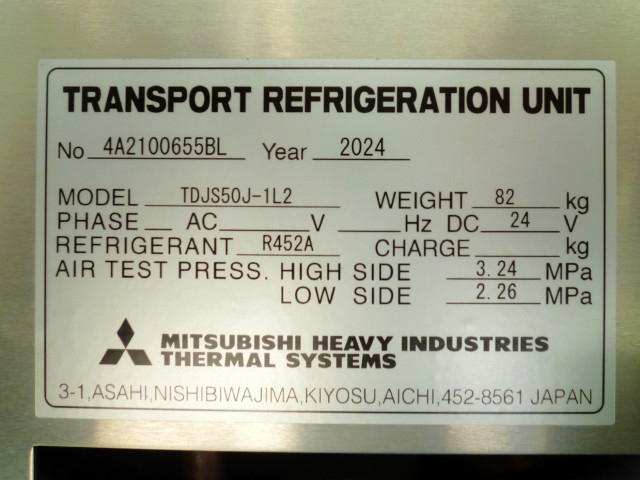 TRANSPORT REFRIGERATION UNIT
No 4A2100655BL Year 2024
MODEL TDJS50J-1L2 WEIGHT 82 kg
PHASE AC V Hz DC 24 V
REFRIGERANT R452A CHARGE kg
AIR TEST PRESS. HIGH SIDE 3.24 MPa
LOW SIDE 2.26 MPa
MITSUBISHI HEAVY INDUSTRIES
THERMAL SYSTEMS
3-1,ASAHI,NISHIBIWAJIMA,KIYOSU,AICHI,452-8561 JAPAN